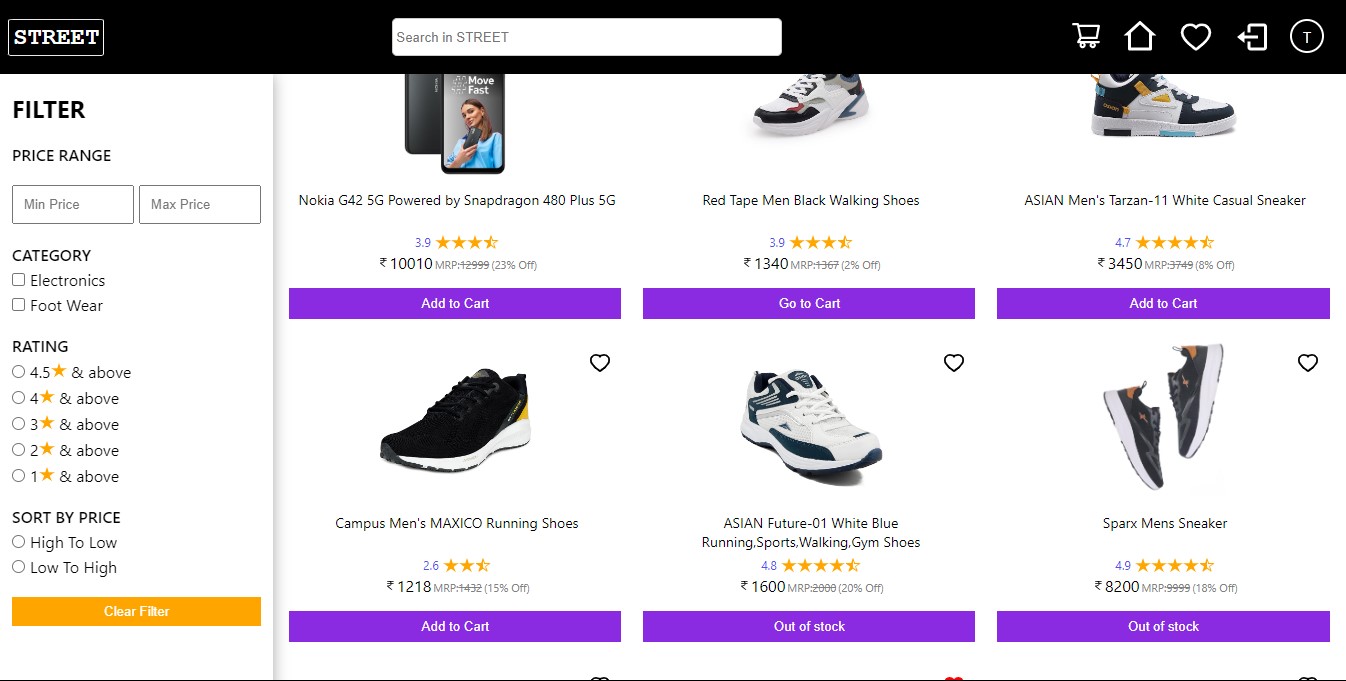 STREET
Search in STREET
T
FILTER
PRICE RANGE
Min Price
Max Price
CATEGORY
Electronics
Foot Wear
RATING
4.5★ & above
4★ & above
3★ & above
2★ & above
1★ & above
SORT BY PRICE
High To Low
Low To High
Clear Filter
Move
Fast
Nokia G42 5G Powered by Snapdragon 480 Plus 5G
3.9
₹ 10010 MRP:12999 (23% Off)
Add to Cart
Red Tape Men Black Walking Shoes
3.9
₹ 1340 MRP:1367 (2% Off)
Go to Cart
ASIAN Men's Tarzan-11 White Casual Sneaker
4.7
₹ 3450 MRP:3749 (8% Off)
Add to Cart
Campus Men's MAXICO Running Shoes
2.6
₹ 1218 MRP:1432 (15% Off)
Add to Cart
ASIAN Future-01 White Blue
Running,Sports,Walking,Gym Shoes
4.8
₹ 1600 MRP:2000 (20% Off)
Out of stock
Sparx Mens Sneaker
4.9
₹ 8200 MRP:9999 (18% Off)
Out of stock